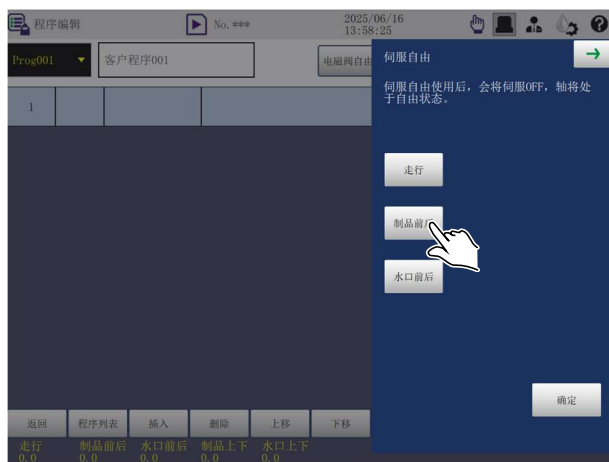 程序编辑
No. ***
2025/06/16
13:58:25
Prog001
客户程序001
电磁阀自由
伺服自由
伺服自由使用后，会将伺服OFF，轴将处
于自由状态。
1
走行
制品前后
水口前后
确定
返回
程序列表
插入
删除
上移
下移
走行
制品前后
水口前后
制品上下
水口上下
0.0
0.0
0.0
0.0
0.0